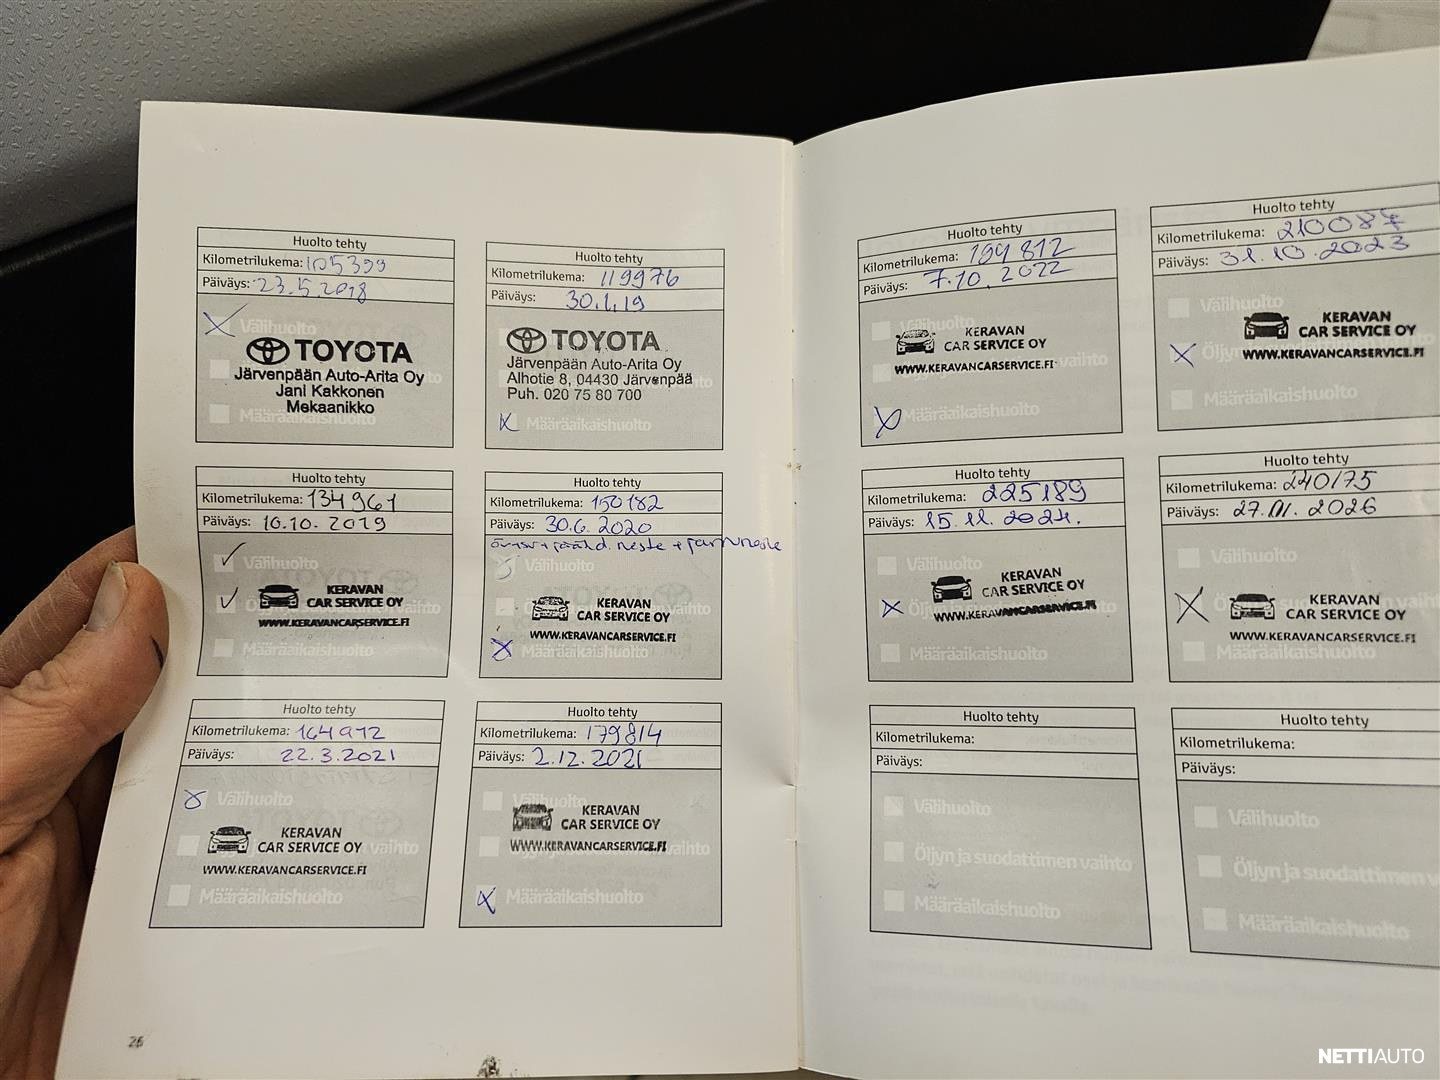 Huolto tehty
Kilometrilukema: 105399
Päiväys: 23.5.2018
Välihuolto
TOYOTA
Järvenpään Auto-Arita Oy
Jani Kakkonen
Mekaanikko
Määräaikaishuolto
Huolto tehty
Kilometrilukema: 119976
Päiväys: 30.1.19
TOYOTA
Järvenpään Auto-Arita Oy
Alhotie 8, 04430 Järvenpää
Puh. 020 75 80 700
Määräaikaishuolto
Huolto tehty
Kilometrilukema: 134961
Päiväys: 10.10.2019
Välihuolto
KERAVAN
CAR SERVICE OY
Öljyn ja suodattimen vaihto
WWW.KERAVANCARSERVICE.FI
Määräaikaishuolto
Huolto tehty
Kilometrilukema: 150182
Päiväys: 30.6.2020
jäähd. neste + jarruneste
Välihuolto
KERAVAN
CAR SERVICE OY
WWW.KERAVANCARSERVICE.FI
Määräaikaishuolto
Huolto tehty
Kilometrilukema: 164912
Päiväys: 22.3.2021
Välihuolto
KERAVAN
CAR SERVICE OY
WWW.KERAVANCARSERVICE.FI
Määräaikaishuolto
Huolto tehty
Kilometrilukema: 179814
Päiväys: 2.12.2021
Välihuolto
KERAVAN
CAR SERVICE OY
WWW.KERAVANCARSERVICE.FI
Määräaikaishuolto
26
Huolto tehty
Kilometrilukema: 194812
Päiväys: 7.10.2022
Välihuolto
KERAVAN
CAR SERVICE OY
WWW.KERAVANCARSERVICE.FI
Määräaikaishuolto
Huolto tehty
Kilometrilukema: 210087
Päiväys: 31.10.2023
Välihuolto
KERAVAN
CAR SERVICE OY
WWW.KERAVANCARSERVICE.FI
Määräaikaishuolto
Huolto tehty
Kilometrilukema: 225189
Päiväys: 15.11.2024.
Välihuolto
KERAVAN
CAR SERVICE OY
WWW.KERAVANCARSERVICE.FI
Määräaikaishuolto
Huolto tehty
Kilometrilukema: 240175
Päiväys: 27.01.2026
Välihuolto
KERAVAN
CAR SERVICE OY
WWW.KERAVANCARSERVICE.FI
Määräaikaishuolto
Huolto tehty
Kilometrilukema:
Päiväys:
Välihuolto
Öljyn ja suodattimen vaihto
Määräaikaishuolto
Huolto tehty
Kilometrilukema:
Päiväys:
Välihuolto
Öljyn ja suodattimen v
Määräaikaishuolto
NETTIAUTO